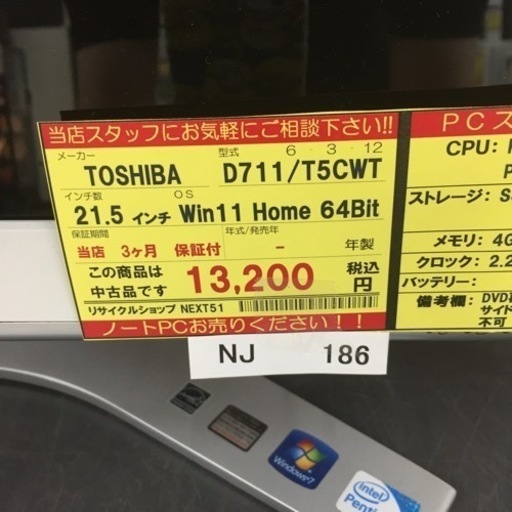 当店スタッフにお気軽にご相談下さい!!
メーカー 型式 6-3-12
TOSHIBA D711/T5CWT
インチ数 OS
21.5 インチ Win11 Home 64Bit
保証期間 年式/発売年
当店 3ヶ月 保証付 - 年製
この商品は 中古品です 13,200 税込 円
リサイクルショップ NEXT51
ノートPCお売りください!!
PCス
CPU:
ストレージ: S
メモリ: 4G
クロック: 2.2
バッテリー:
備考欄: DVD
サイド
不可
NJ 186
Windows7
intel
Penti